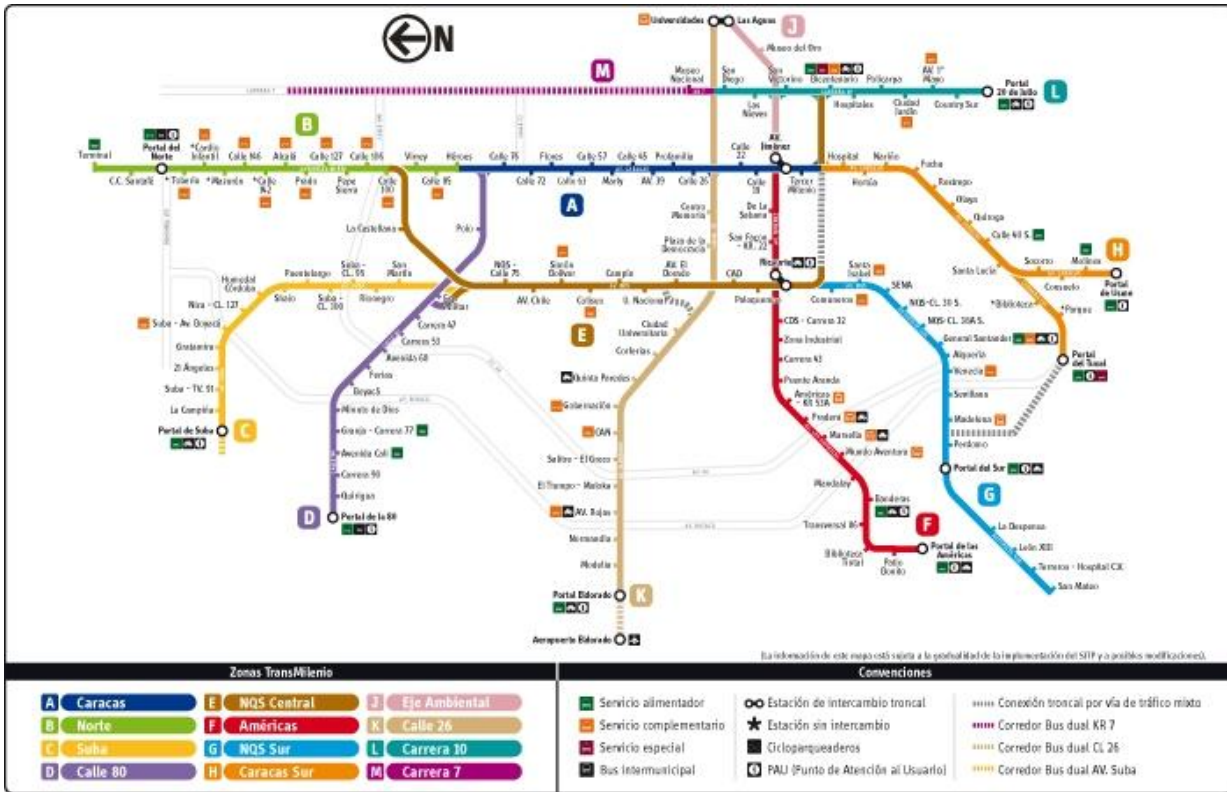 N
Universidades
Las Aguas
J
Museo del Oro
M
Museo
Nacional
San
Diego
San
Victorino
Bicentenario
Policarpa
AV. 1°
Mayo
Portal
20 de Julio
L
CARRERA 7
Las
Nieves
Hospitales
Ciudad
Jardín
Country Sur
B
Terminal
Portal del
Norte
*Cardio
Infantil
Calle 146
Alcalá
Calle 127
Calle 106
Virrey
Héroes
Calle 76
Flores
Calle 57
Calle 45
Profamilia
Calle
22
AV.
Jiménez
Hospital
Nariño
Fucha
C.C. Santafé
*Toberín
*Mazurén
*Calle
142
Prado
Pepe
Sierra
Calle
100
Calle 85
Calle 72
Calle 63
Marly
AV. 39
Calle 26
Calle
19
Tercer
Milenio
Hortúa
Restrepo
Olaya
Quiroga
Calle 40 S.
A
Centro
Memoria
De La
Sabana
La Castellana
Polo
Plaza de la
Democracia
San Façon
- KR. 22
Santa Lucía
Socorro
Molinos
H
Portal
de Usme
Consuelo
*Biblioteca
*Parque
Humedal
Córdoba
Puentelargo
Suba -
CL. 95
San
Martín
NQS -
Calle 75
Simón
Bolívar
Campín
AV. El
Dorado
CAD
Ricaurte
Santa
Isabel
SENA
Niza - CL. 127
Shaio
Suba -
CL. 100
Rionegro
Escuela
Militar
AV. Chile
Coliseo
U. Nacional
Paloquemao
Comuneros
NQS-CL. 30 S.
NQS-CL. 38A S.
General Santander
Suba - Av. Boyacá
Gratamira
21 Ángeles
Suba - TV. 91
La Campiña
Portal de Suba
C
Carrera 47
Carrera 53
Avenida 68
Ferias
Boyacá
Minuto de Dios
Granja - Carrera 77
Avenida Cali
Carrera 90
Quirigua
D
Portal de la 80
E
Ciudad
Universitaria
Corferias
Quinta Paredes
Gobernación
CAN
Salitre - El Greco
El Tiempo - Maloka
AV. Rojas
Normandía
Modelia
Portal Eldorado
K
Aeropuerto Eldorado
CDS - Carrera 32
Zona Industrial
Carrera 43
Puente Aranda
Américas
- KR 53A
Pradera
Marsella
Mundo Aventura
Mandalay
Banderas
Transversal 86
Biblioteca
Tintal
Patio
Bonito
F
Portal de las
Américas
Alquería
Venecia
Sevillana
Madelena
Perdomo
Portal del Sur
G
Portal
del Tunal
La Despensa
León XIII
Terreros - Hospital C.V.
San Mateo
(La información de este mapa está sujeta a la gradualidad de la implementación del SITP y a posibles modificaciones).
Zonas TransMilenio
A Caracas
B Norte
C Suba
D Calle 80
E NQS Central
F Américas
G NQS Sur
H Caracas Sur
J Eje Ambiental
K Calle 26
L Carrera 10
M Carrera 7
Convenciones
Servicio alimentador
Servicio complementario
Servicio especial
Bus intermunicipal
Estación de intercambio troncal
Estación sin intercambio
Cicloparqueaderos
PAU (Punto de Atención al Usuario)
Conexión troncal por vía de tráfico mixto
Corredor Bus dual KR 7
Corredor Bus dual CL 26
Corredor Bus dual AV. Suba